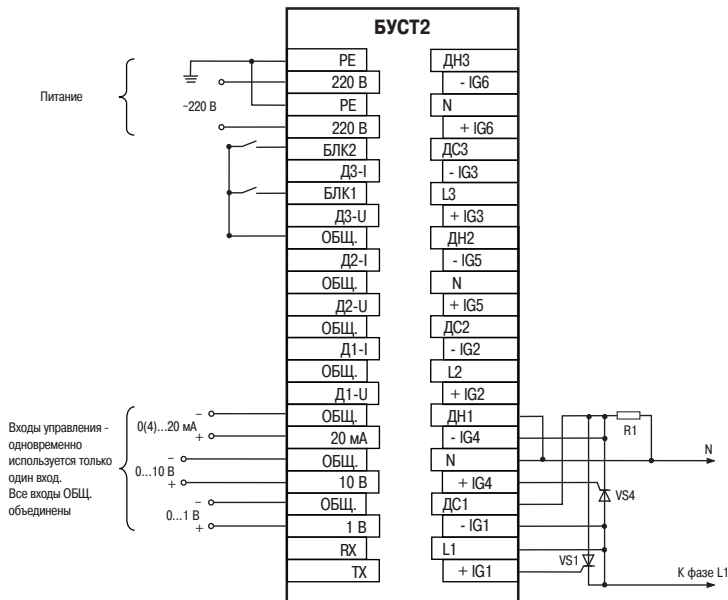 БУСТ2
PE
220 В
PE
220 В
БЛК2
Д3-I
БЛК1
Д3-U
ОБЩ.
Д2-I
ОБЩ.
Д2-U
ОБЩ.
Д1-I
ОБЩ.
Д1-U
ОБЩ.
20 мА
ОБЩ.
10 В
ОБЩ.
1 В
RX
TX
ДН3
- IG6
N
+ IG6
ДС3
- IG3
L3
+ IG3
ДН2
- IG5
N
+ IG5
ДС2
- IG2
L2
+ IG2
ДН1
- IG4
N
+ IG4
ДС1
- IG1
L1
+ IG1
Питание
~220 В
Входы управления -
одновременно
используется только
один вход.
Все входы ОБЩ.
объединены
–
0(4)...20 мА
+
–
0...10 В
+
–
0...1 В
+
R1
N
VS4
VS1
К фазе L1